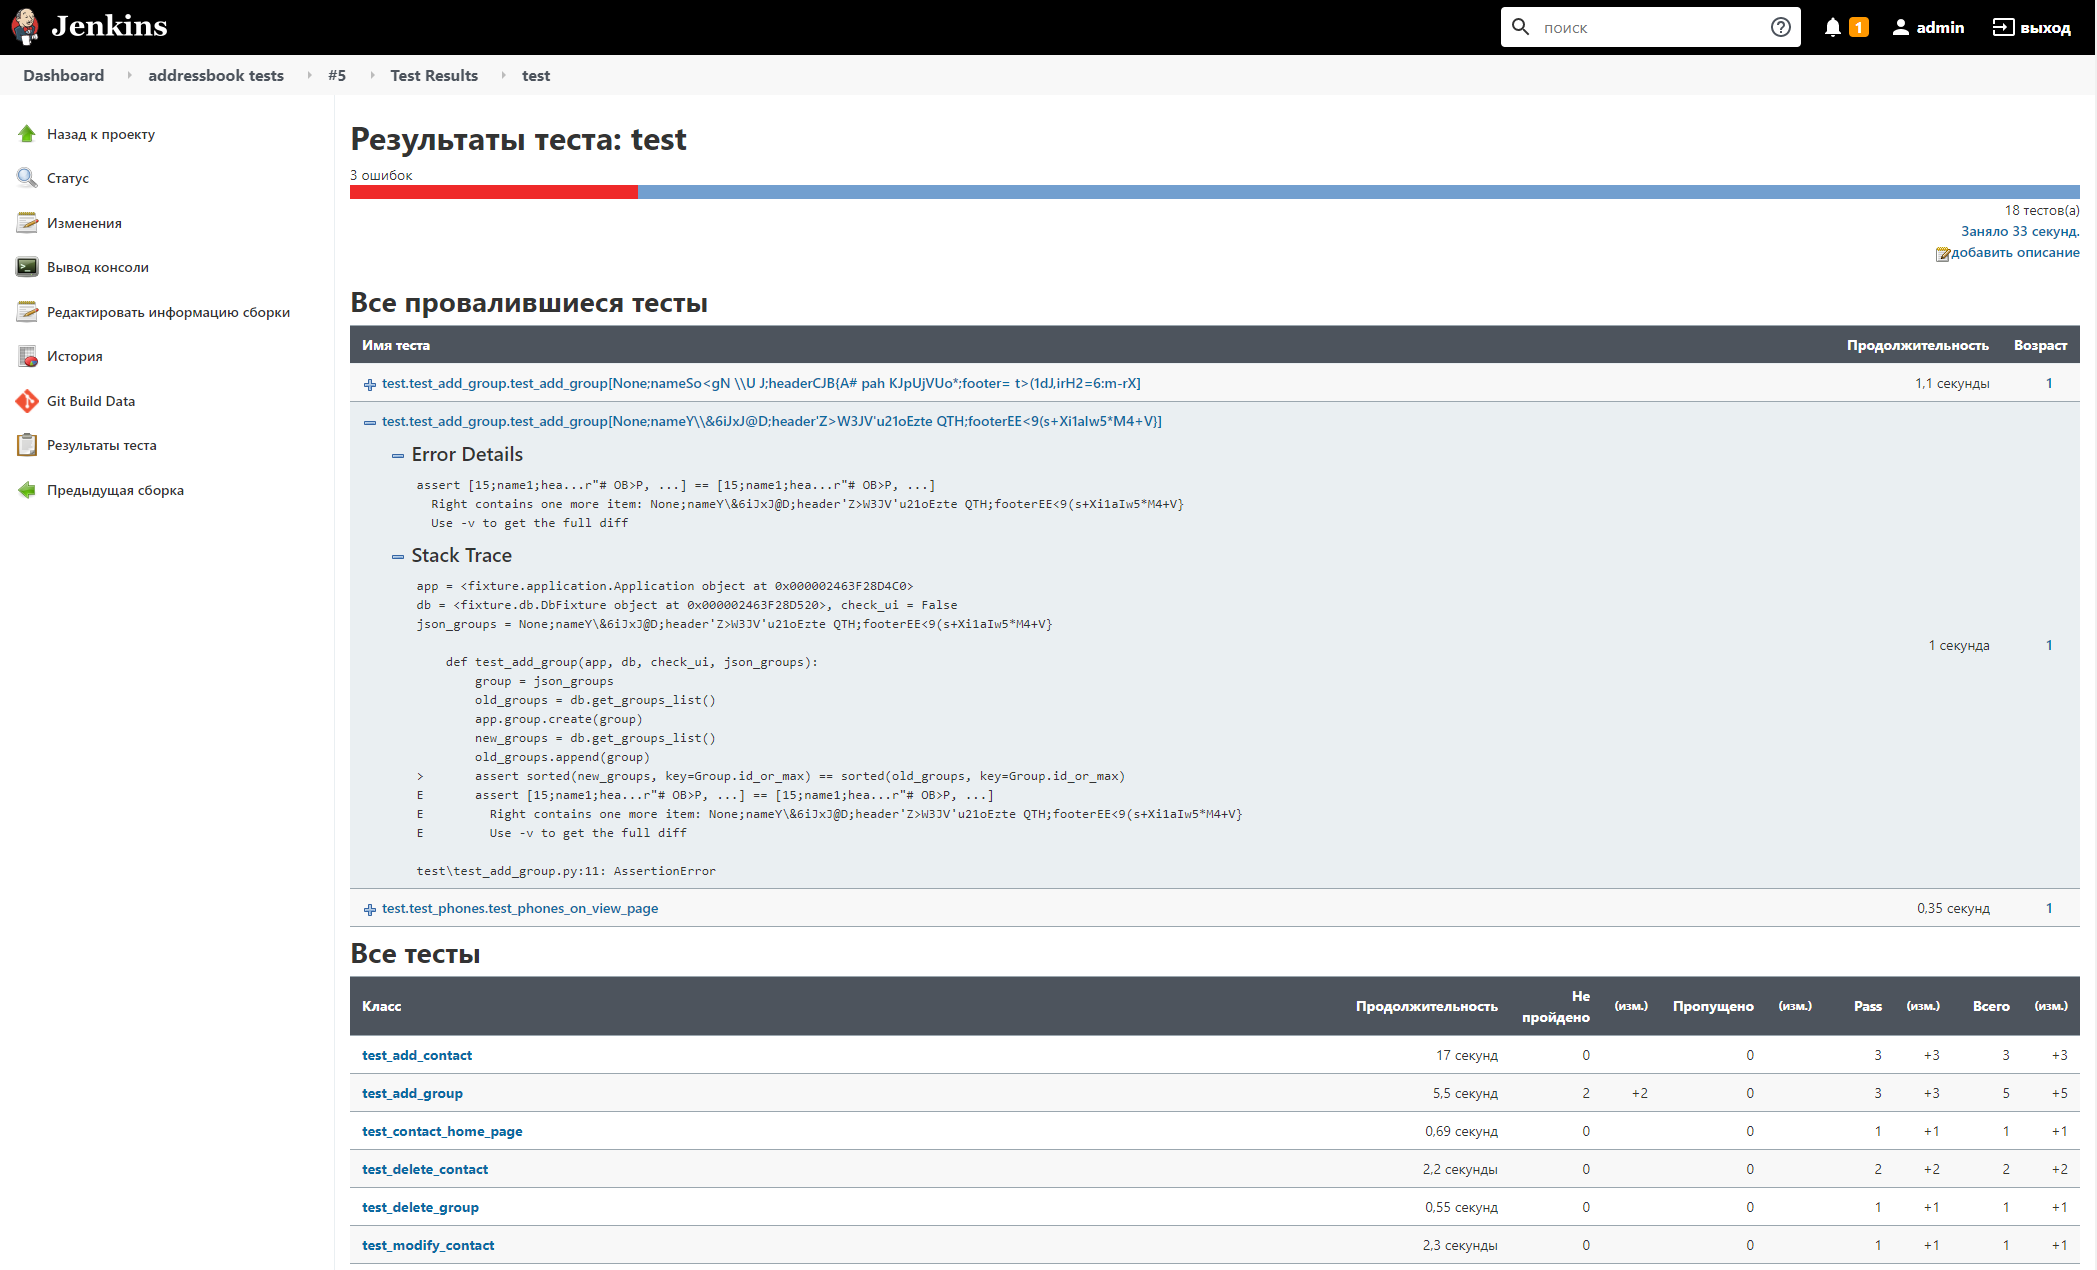 Jenkins
поиск
1
admin
выход
Dashboard
addressbook tests
#5
Test Results
test
Назад к проекту
Статус
Изменения
Вывод консоли
Редактировать информацию сборки
История
Git Build Data
Результаты теста
Предыдущая сборка
Результаты теста: test
3 ошибок
18 тестов(а)
Заняло 33 секунд.
добавить описание
Все провалившиеся тесты
Имя теста Продолжительность Возраст
test.test_add_group.test_add_group[None;nameSo<gN \\U J;headerCJB{A# pah KJpUjVUo*;footer= t>(1dJ,irH2=6:m-rX] 1,1 секунды 1
test.test_add_group.test_add_group[None;nameY\\&6iJxJ@D;header'Z>W3JV'u21oEzte QTH;footerEE<9(s+Xi1aIw5*M4+V}]
Error Details
assert [15;name1;hea...r"# OB>P, ...] == [15;name1;hea...r"# OB>P, ...]
Right contains one more item: None;nameY\&6iJxJ@D;header'Z>W3JV'u21oEzte QTH;footerEE<9(s+Xi1aIw5*M4+V}
Use -v to get the full diff
Stack Trace
app = <fixture.application.Application object at 0x000002463F28D4C0>
db = <fixture.db.DbFixture object at 0x000002463F28D520>, check_ui = False
json_groups = None;nameY\&6iJxJ@D;header'Z>W3JV'u21oEzte QTH;footerEE<9(s+Xi1aIw5*M4+V}
1 секунда 1
def test_add_group(app, db, check_ui, json_groups):
group = json_groups
old_groups = db.get_groups_list()
app.group.create(group)
new_groups = db.get_groups_list()
old_groups.append(group)
> assert sorted(new_groups, key=Group.id_or_max) == sorted(old_groups, key=Group.id_or_max)
E assert [15;name1;hea...r"# OB>P, ...] == [15;name1;hea...r"# OB>P, ...]
E Right contains one more item: None;nameY\&6iJxJ@D;header'Z>W3JV'u21oEzte QTH;footerEE<9(s+Xi1aIw5*M4+V}
E Use -v to get the full diff
test\test_add_group.py:11: AssertionError
test.test_phones.test_phones_on_view_page 0,35 секунд 1
Все тесты
Класс Продолжительность Не пройдено (изм.) Пропущено (изм.) Pass (изм.) Всего (изм.)
test_add_contact 17 секунд 0 0 3 +3 3 +3
test_add_group 5,5 секунд 2 +2 0 3 +3 5 +5
test_contact_home_page 0,69 секунд 0 0 1 +1 1 +1
test_delete_contact 2,2 секунды 0 0 2 +2 2 +2
test_delete_group 0,55 секунд 0 0 1 +1 1 +1
test_modify_contact 2,3 секунды 0 0 1 +1 1 +1